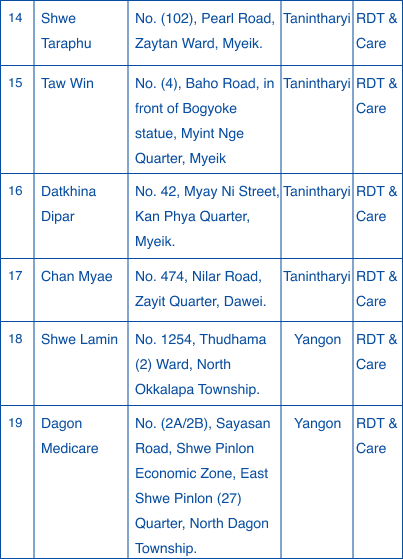 14 Shwe Taraphu No. (102), Pearl Road, Zaytan Ward, Myeik. Tanintharyi RDT & Care
15 Taw Win No. (4), Baho Road, in front of Bogyoke statue, Myint Nge Quarter, Myeik Tanintharyi RDT & Care
16 Datkhina Dipar No. 42, Myay Ni Street, Kan Phya Quarter, Myeik. Tanintharyi RDT & Care
17 Chan Myae No. 474, Nilar Road, Zayit Quarter, Dawei. Tanintharyi RDT & Care
18 Shwe Lamin No. 1254, Thudhama (2) Ward, North Okkalapa Township. Yangon RDT & Care
19 Dagon Medicare No. (2A/2B), Sayasan Road, Shwe Pinlon Economic Zone, East Shwe Pinlon (27) Quarter, North Dagon Township. Yangon RDT & Care